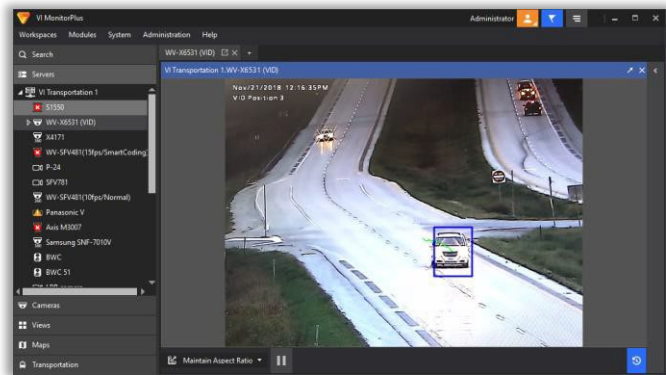 VI MonitorPlus
Administrator
Workspaces Modules System Administration Help
Search
WV-X6531 (VID)
Servers
VI Transportation 1.WV-X6531 (VID)
VI Transportation 1
S1550
WV-X6531 (VID)
X4171
WV-SFV481(15fps/SmartCoding)
P-24
SFV781
WV-SFV481(10fps/Normal)
Panasonic V
Axis M3007
Samsung SNF-7010V
BWC
BWC 51
Nov/21/2018 12:16:35PM
VID Position 3
Cameras
Views
Maps
Transportation
Maintain Aspect Ratio